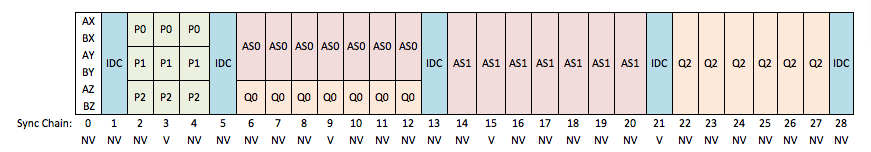 AX
BX
AY
BY
AZ
BZ
IDC
P0 P0 P0
P1 P1 P1
P2 P2 P2
IDC
AS0 AS0 AS0 AS0 AS0 AS0 AS0
Q0 Q0 Q0 Q0 Q0 Q0 Q0
IDC
AS1 AS1 AS1 AS1 AS1 AS1 AS1
IDC
Q2 Q2 Q2 Q2 Q2 Q2
IDC
Sync Chain: 0 1 2 3 4 5 6 7 8 9 10 11 12 13 14 15 16 17 18 19 20 21 22 23 24 25 26 27 28
NV NV NV V NV NV NV NV NV V NV NV NV NV NV V NV NV NV NV NV V NV NV NV NV NV NV NV